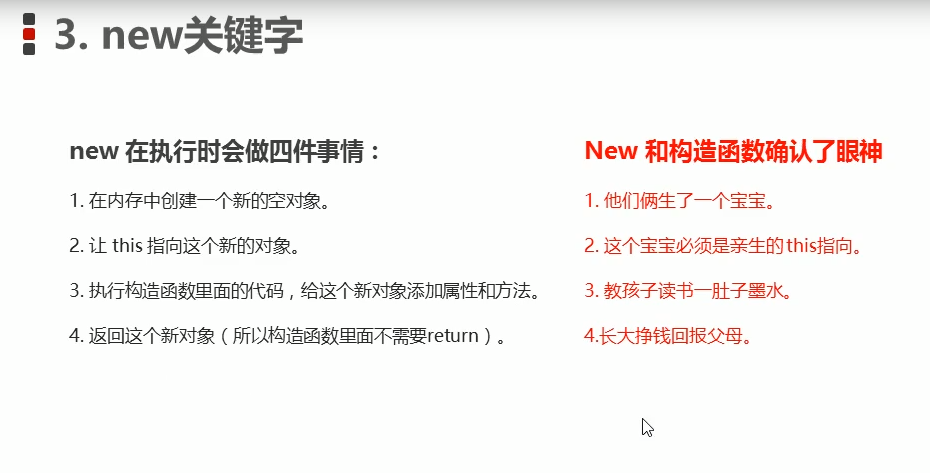 3. new关键字
new 在执行时会做四件事情：
1. 在内存中创建一个新的空对象。
2. 让 this 指向这个新的对象。
3. 执行构造函数里面的代码，给这个新对象添加属性和方法。
4. 返回这个新对象（所以构造函数里面不需要return）。
New 和构造函数确认了眼神
1. 他们俩生了一个宝宝。
2. 这个宝宝必须是亲生的this指向。
3. 教孩子读书一肚子墨水。
4.长大挣钱回报父母。